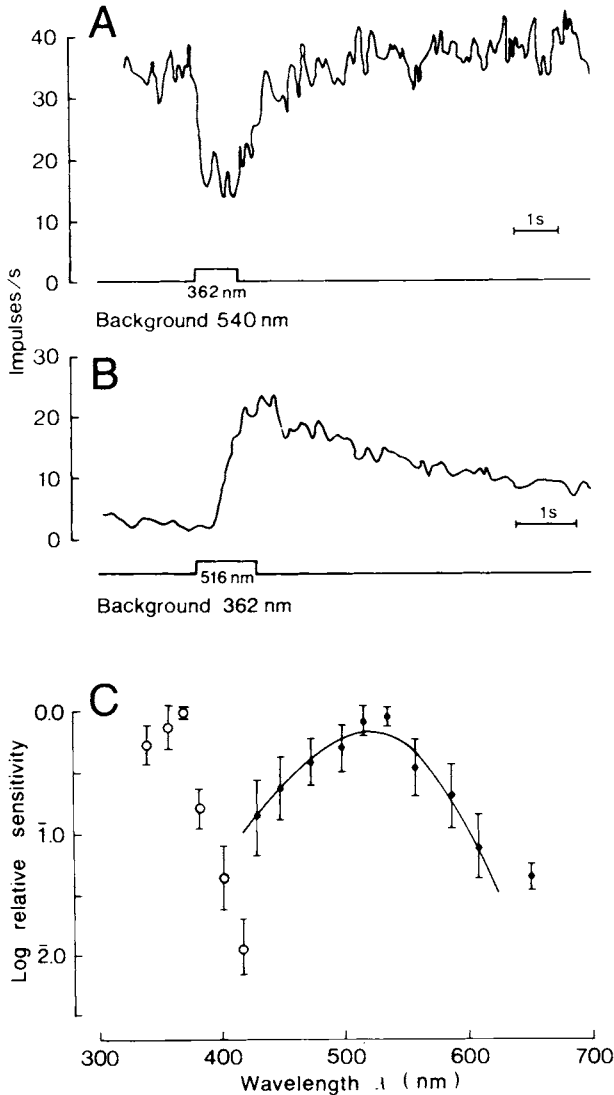 A
40
30
20
10
0
1s
362 nm
Background 540 nm
Impulses/s
B
30
20
10
0
1s
516 nm
Background 362 nm
C
0.0
1.0
2.0
Log relative sensitivity
300 400 500 600 700
Wavelength λ (nm)